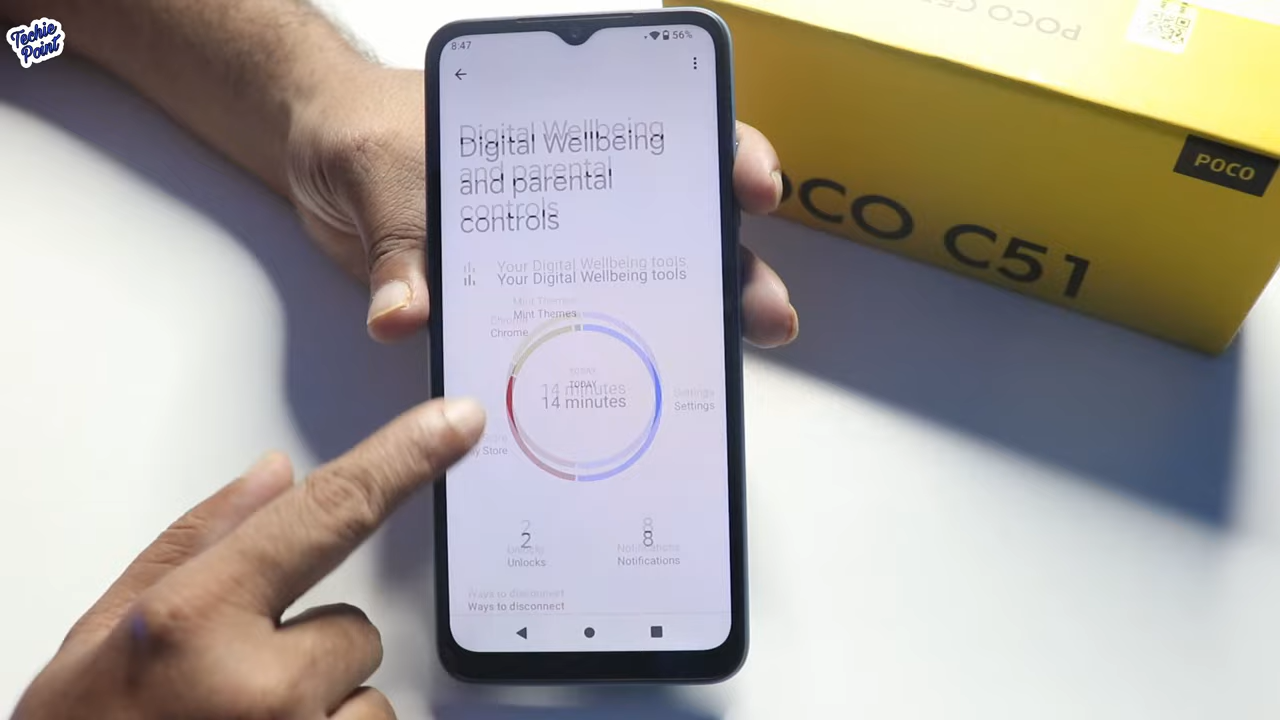 Techie
Point
8:47
56%
Digital Wellbeing
and parental
controls
Your Digital Wellbeing tools
Mint Themes
Chrome
TODAY
14 minutes
Settings
Store
2
8
Unlocks
Notifications
Ways to disconnect
POCO
POCO
OCO C51